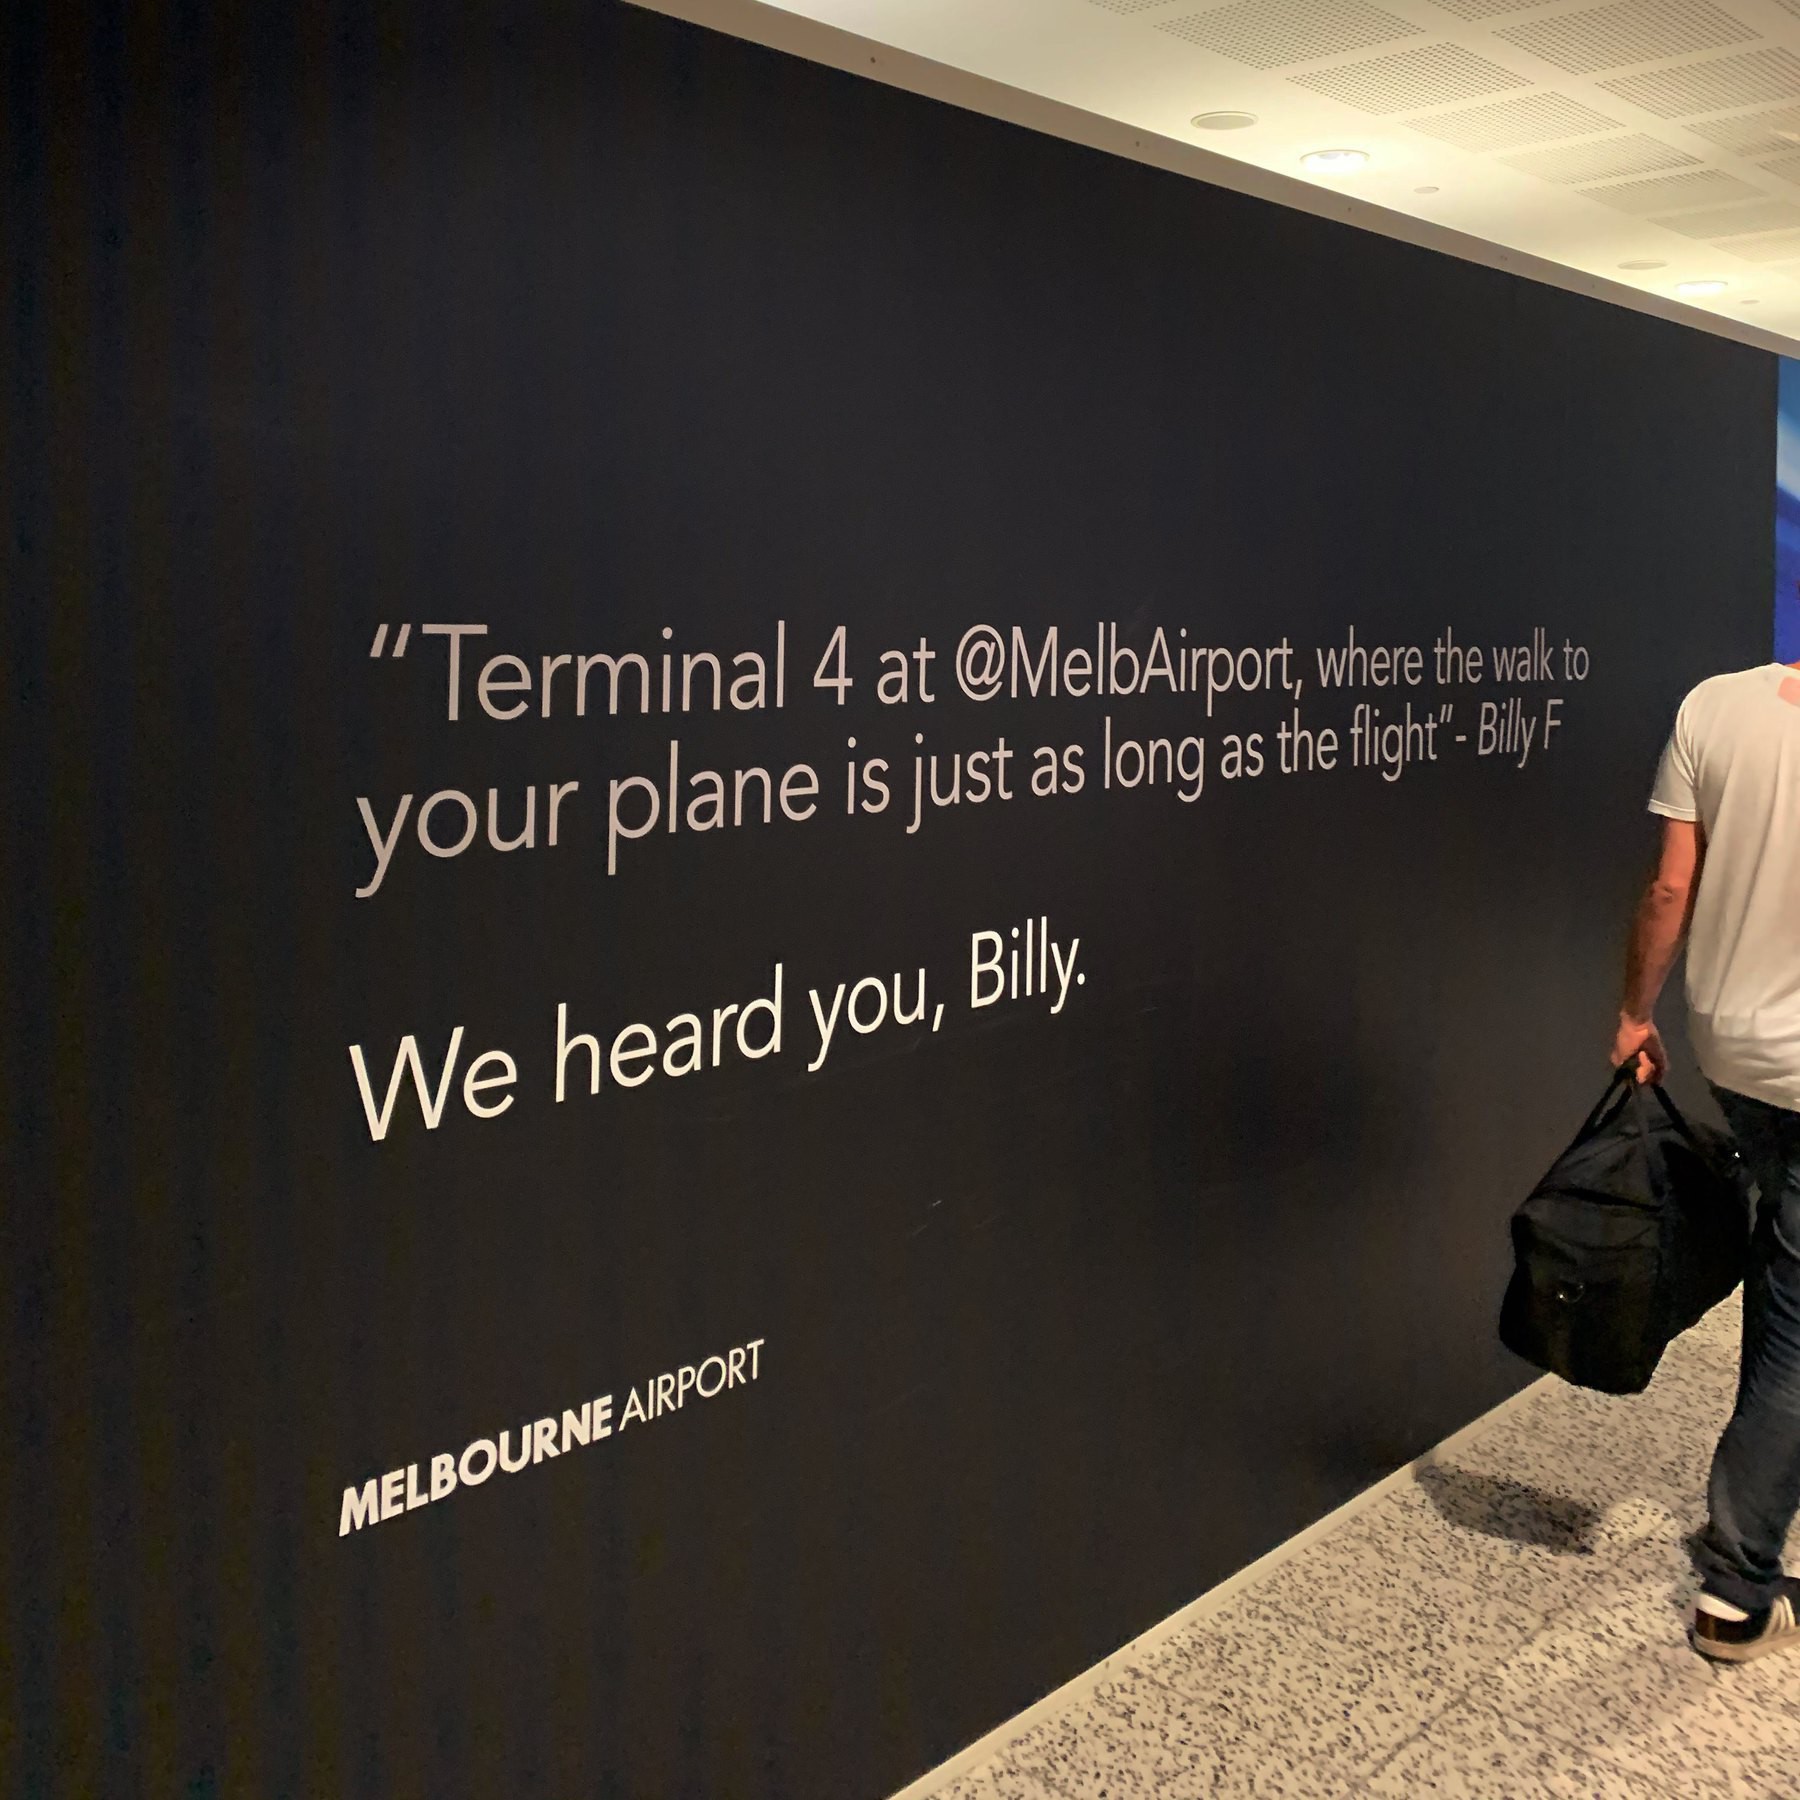 “Terminal 4 at @MelbAirport, where the walk to
your plane is just as long as the flight”- Billy F
We heard you, Billy.
MELBOURNE AIRPORT